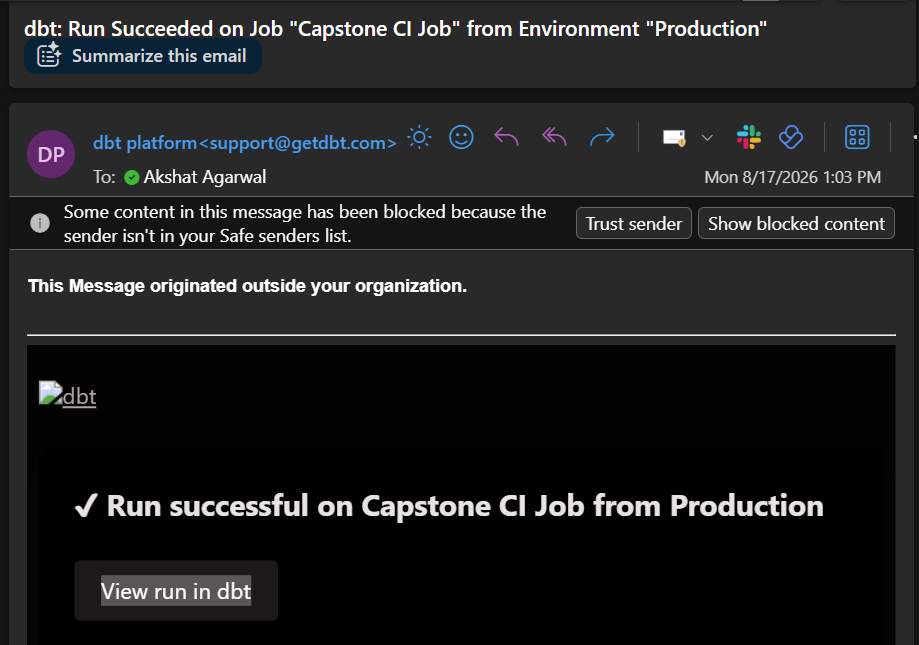 dbt: Run Succeeded on Job "Capstone CI Job" from Environment "Production"
Summarize this email
DP
dbt platform<support@getdbt.com>
To: Akshat Agarwal
Mon 8/17/2026 1:03 PM
Some content in this message has been blocked because the
sender isn't in your Safe senders list.
Trust sender
Show blocked content
This Message originated outside your organization.
dbt
✔ Run successful on Capstone CI Job from Production
View run in dbt